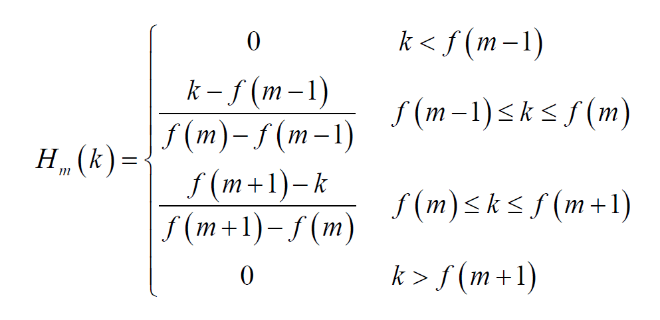 H_m(k) = { 0    k < f(m−1)
(k − f(m−1)) / (f(m) − f(m−1))    f(m−1) ≤ k ≤ f(m)
(f(m+1) − k) / (f(m+1) − f(m))    f(m) ≤ k ≤ f(m+1)
0    k > f(m+1)